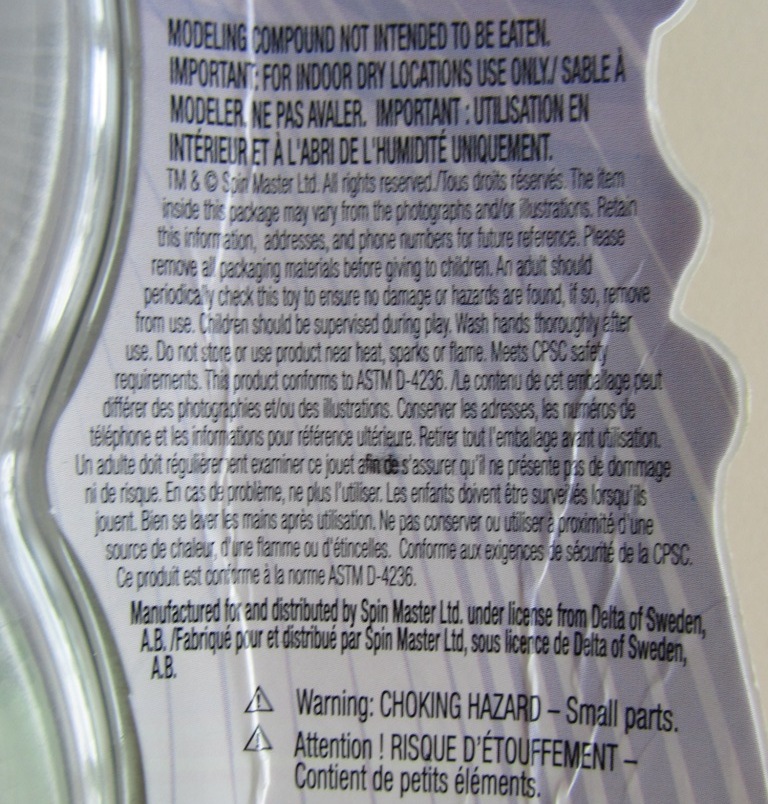 MODELING COMPOUND NOT INTENDED TO BE EATEN.
IMPORTANT: FOR INDOOR DRY LOCATIONS USE ONLY./ SABLE À
MODELER. NE PAS AVALER. IMPORTANT : UTILISATION EN
INTÉRIEUR ET À L'ABRI DE L'HUMIDITÉ UNIQUEMENT.
TM & © Spin Master Ltd. All rights reserved./Tous droits réservés. The item
inside this package may vary from the photographs and/or illustrations. Retain
this information, addresses, and phone numbers for future reference. Please
remove all packaging materials before giving to children. An adult should
periodically check this toy to ensure no damage or hazards are found, if so, remove
from use. Children should be supervised during play. Wash hands thoroughly after
use. Do not store or use product near heat, sparks or flame. Meets CPSC safety
requirements. This product conforms to ASTM D-4236. /Le contenu de cet emballage peut
différer des photographies et/ou des illustrations. Conserver les adresses, les numéros de
téléphone et les informations pour référence ultérieure. Retirer tout l'emballage avant utilisation.
Un adulte doit régulièrement examiner ce jouet afin de s'assurer qu'il ne présente pas de dommage
ni de risque. En cas de problème, ne plus l'utiliser. Les enfants doivent être surveillés lorsqu'ils
jouent. Bien se laver les mains après utilisation. Ne pas conserver ou utiliser à proximité d'une
source de chaleur, d'une flamme ou d'étincelles. Conforme aux exigences de sécurité de la CPSC.
Ce produit est conforme à la norme ASTM D-4236.
Manufactured for and distributed by Spin Master Ltd. under license from Delta of Sweden,
A.B. /Fabriqué pour et distribué par Spin Master Ltd, sous licence de Delta of Sweden,
A.B.
Warning: CHOKING HAZARD – Small parts.
Attention ! RISQUE D'ÉTOUFFEMENT –
Contient de petits éléments.